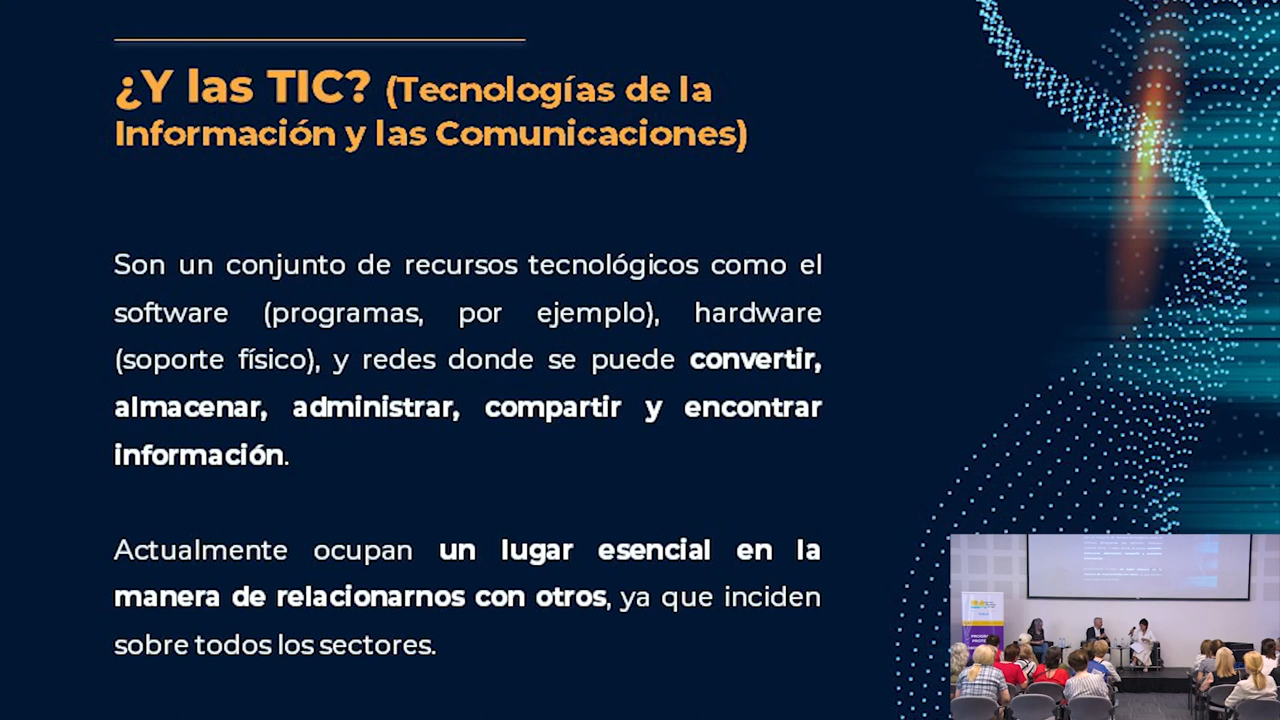 ¿Y las TIC? (Tecnologías de la
Información y las Comunicaciones)
Son un conjunto de recursos tecnológicos como el
software (programas, por ejemplo), hardware
(soporte físico), y redes donde se puede convertir,
almacenar, administrar, compartir y encontrar
información.
Actualmente ocupan un lugar esencial en la
manera de relacionarnos con otros, ya que inciden
sobre todos los sectores.